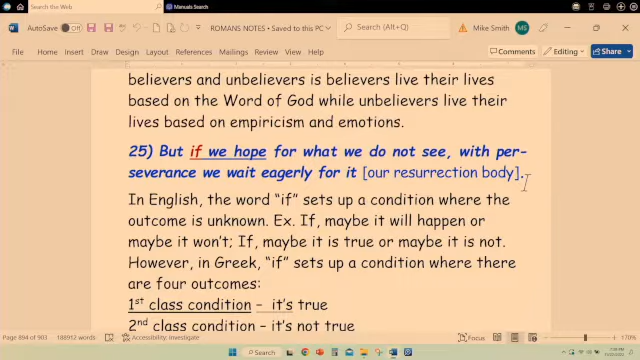 Search the Web
Manuals Search
AutoSave
Off
ROMANS NOTES • Saved to this PC
Search (Alt+Q)
Mike Smith
MS
File
Home
Insert
Draw
Design
Layout
References
Mailings
Review
View
Help
Comments
Editing
Share
believers and unbelievers is believers live their lives
based on the Word of God while unbelievers live their
lives based on empiricism and emotions.
25) But if we hope for what we do not see, with per-
severance we wait eagerly for it [our resurrection body].
In English, the word “if” sets up a condition where the
outcome is unknown. Ex. If, maybe it will happen or
maybe it won’t; If, maybe it is true or maybe it is not.
However, in Greek, “if” sets up a condition where there
are four outcomes:
1st class condition – it’s true
2nd class condition – it’s not true
Page 894 of 903
188912 words
Focus
170%
Search